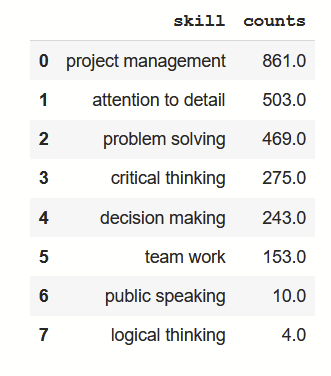 skill counts
0 project management 861.0
1 attention to detail 503.0
2 problem solving 469.0
3 critical thinking 275.0
4 decision making 243.0
5 team work 153.0
6 public speaking 10.0
7 logical thinking 4.0